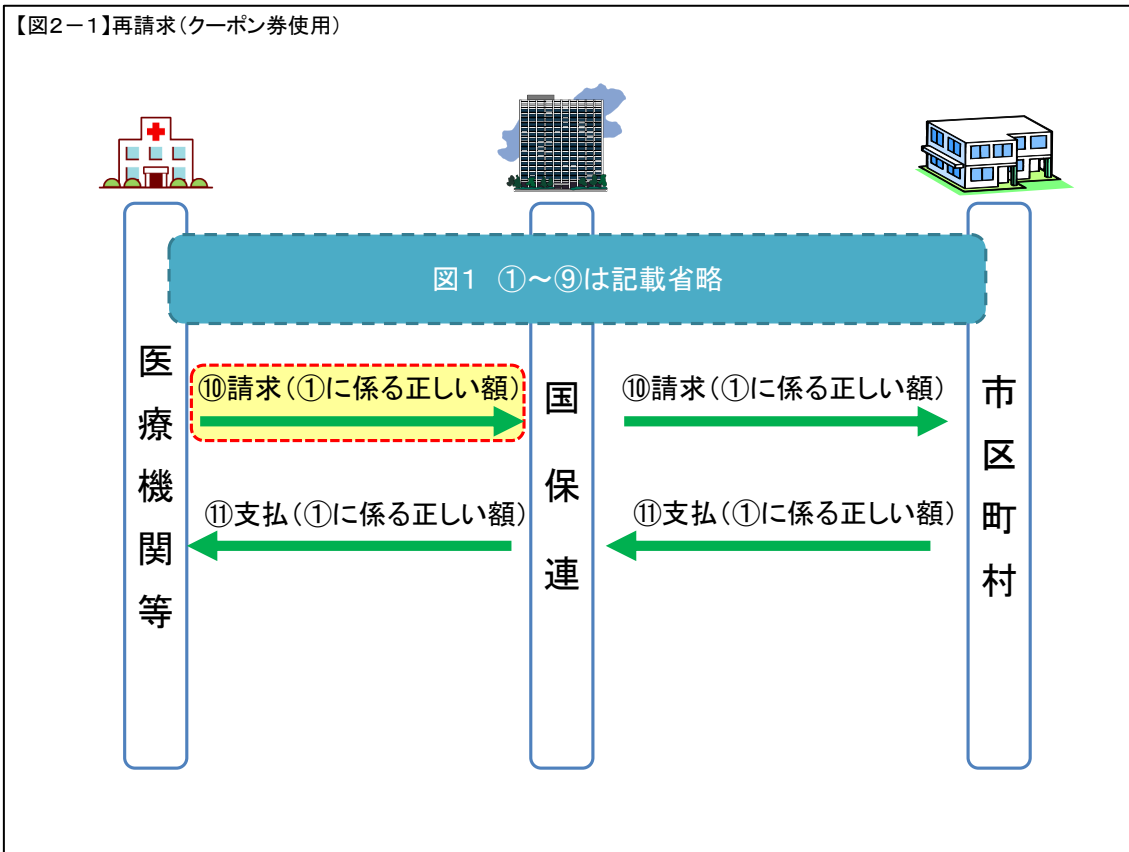 【図2－1】再請求(クーポン券使用)
図1 ①～⑨は記載省略
医療機関等
国保連
市区町村
⑩請求(①に係る正しい額)
⑩請求(①に係る正しい額)
⑪支払(①に係る正しい額)
⑪支払(①に係る正しい額)